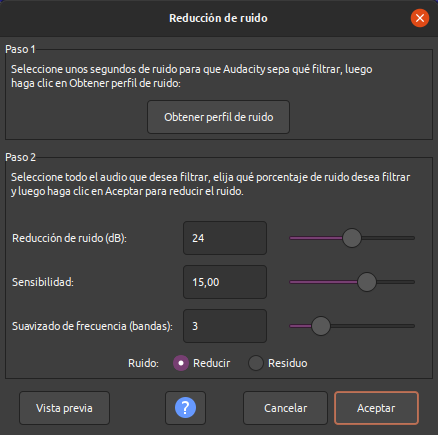 Reducción de ruido
Paso 1
Seleccione unos segundos de ruido para que Audacity sepa qué filtrar, luego
haga clic en Obtener perfil de ruido:
Obtener perfil de ruido
Paso 2
Seleccione todo el audio que desea filtrar, elija qué porcentaje de ruido desea filtrar
y luego haga clic en Aceptar para reducir el ruido.
Reducción de ruido (dB): 24
Sensibilidad: 15,00
Suavizado de frecuencia (bandas): 3
Ruido: Reducir Residuo
Vista previa ? Cancelar Aceptar